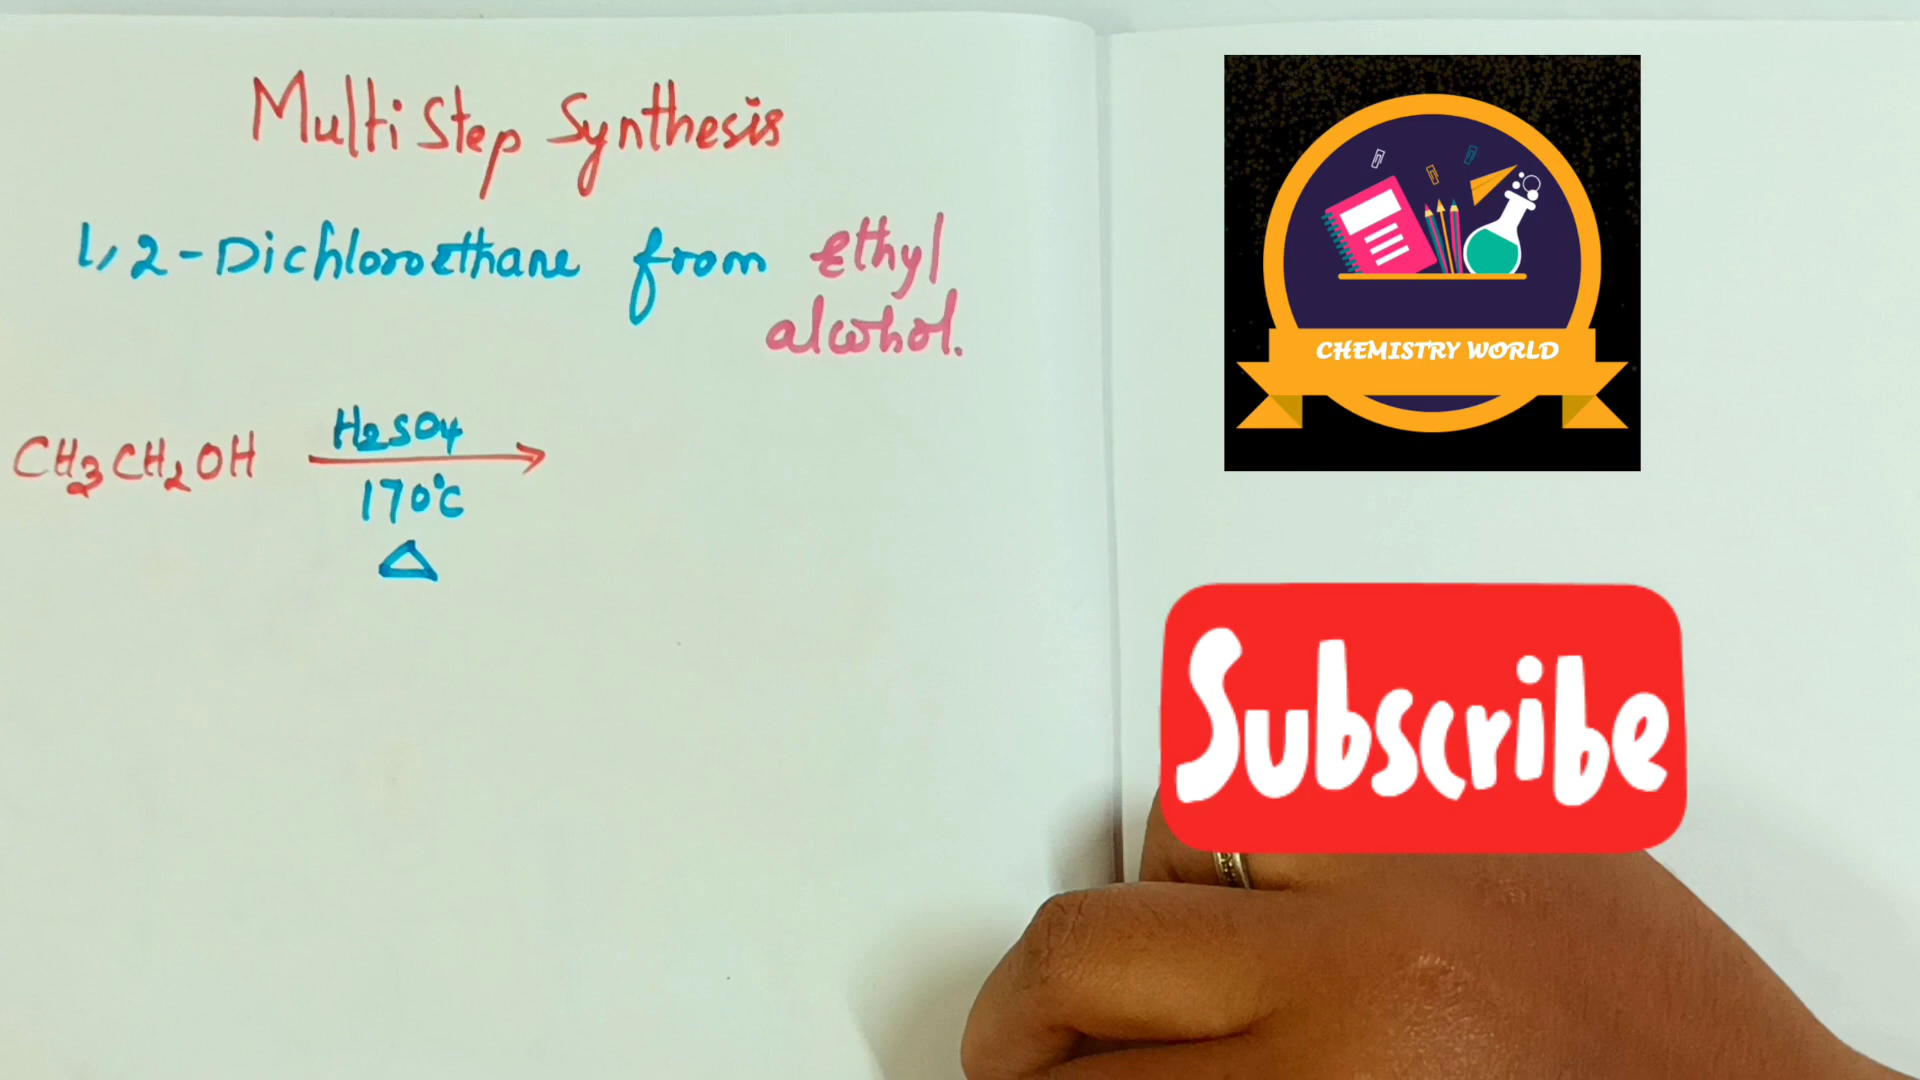 Multi Step Synthesis
1,2-Dichloroethane from ethyl
alcohol.
CH₃CH₂OH H₂SO₄
170°C
Δ
CHEMISTRY WORLD
Subscribe